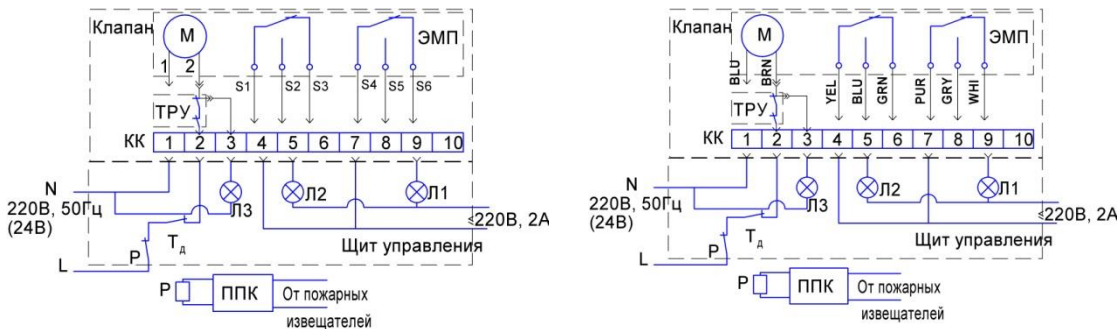 Клапан
М
ЭМП
1 2
S1 S2 S3 S4 S5 S6
ТРУ
КК 1 2 3 4 5 6 7 8 9 10
N
Л3 Л2 Л1
220В, 50Гц
(24В)
≤220В, 2А
Tд
Щит управления
P
L
P ППК От пожарных
извещателей
Клапан
М
ЭМП
BLU BRN YEL BLU GRN PUR GRY WHI
ТРУ
КК 1 2 3 4 5 6 7 8 9 10
N
Л3 Л2 Л1
220В, 50Гц
(24В)
≤220В, 2А
Tд
Щит управления
P
L
P ППК От пожарных
извещателей